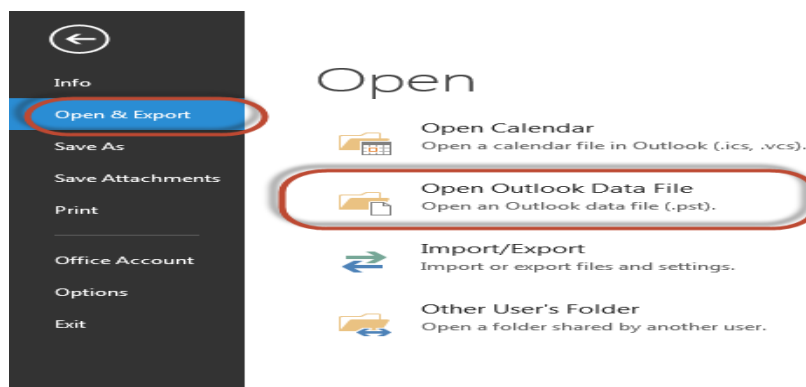 Info
Open & Export
Save As
Save Attachments
Print
Office Account
Options
Exit
Open
Open Calendar
Open a calendar file in Outlook (.ics, .vcs).
Open Outlook Data File
Open an Outlook data file (.pst).
Import/Export
Import or export files and settings.
Other User's Folder
Open a folder shared by another user.